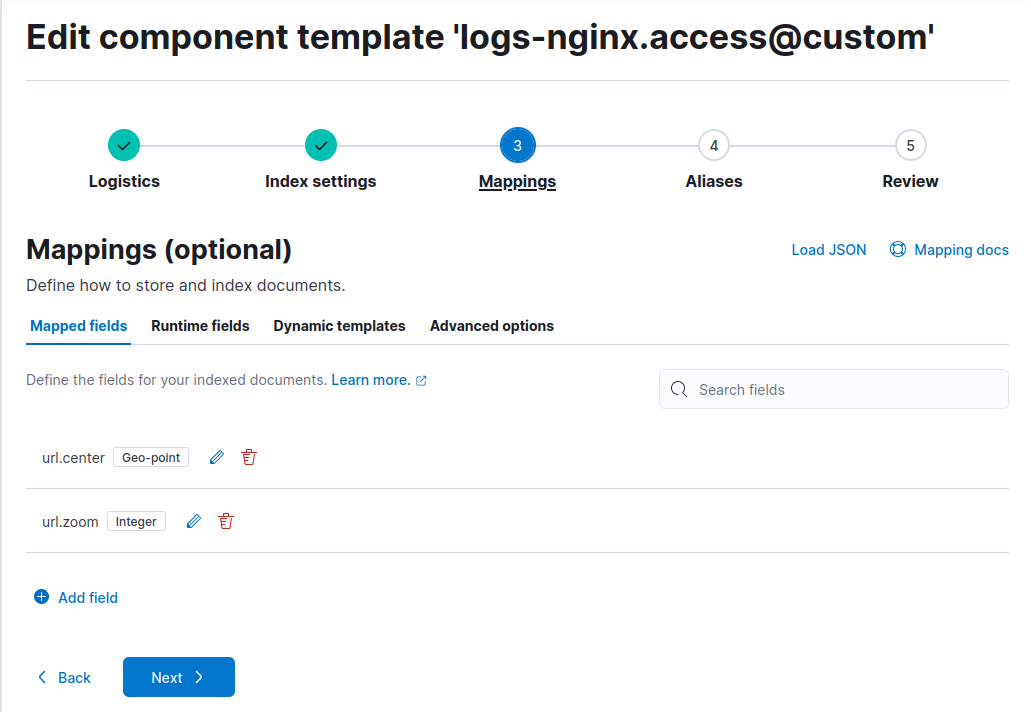 Edit component template 'logs-nginx.access@custom'
3
4
5
Logistics
Index settings
Mappings
Aliases
Review
Mappings (optional)
Load JSON
Mapping docs
Define how to store and index documents.
Mapped fields
Runtime fields
Dynamic templates
Advanced options
Define the fields for your indexed documents. Learn more.
Search fields
url.center Geo-point
url.zoom Integer
Add field
Back
Next